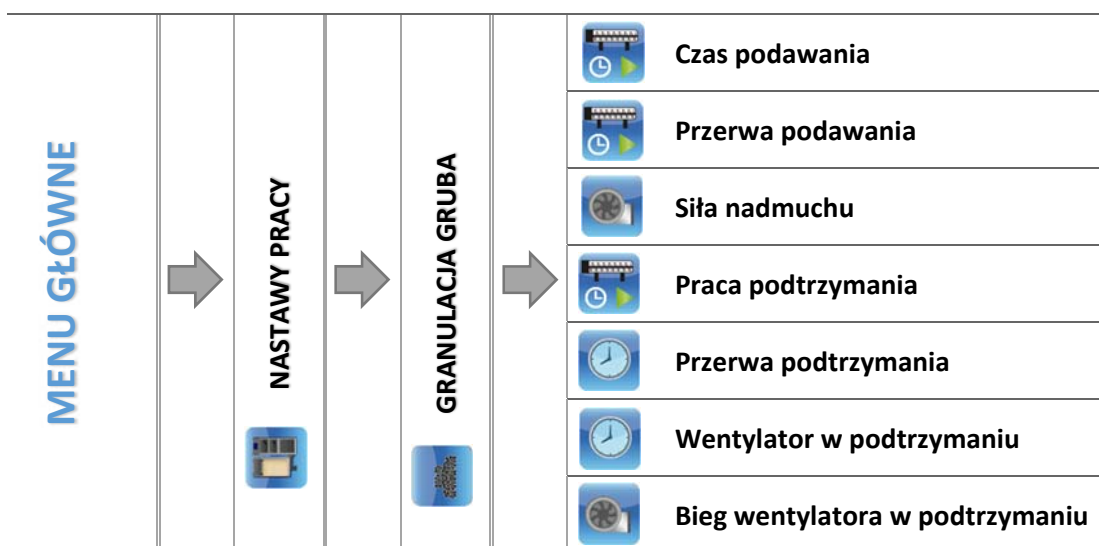 MENU GŁÓWNE
NASTAWY PRACY
GRANULACJA GRUBA
Czas podawania
Przerwa podawania
Siła nadmuchu
Praca podtrzymania
Przerwa podtrzymania
Wentylator w podtrzymaniu
Bieg wentylatora w podtrzymaniu